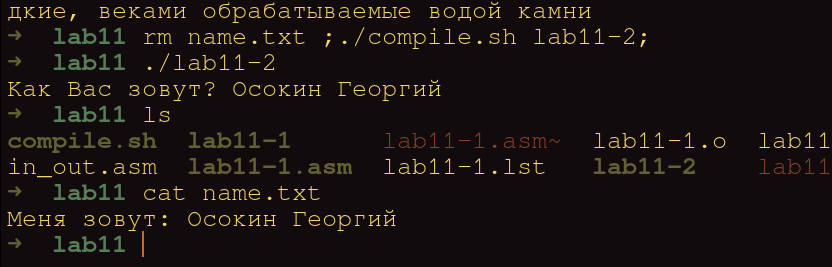 дкие, веками обрабатываемые водой камни
→ lab11 rm name.txt ;./compile.sh lab11-2;
→ lab11 ./lab11-2
Как Вас зовут? Осокин Георгий
→ lab11 ls
compile.sh lab11-1 lab11-1.asm~ lab11-1.o lab11
in_out.asm lab11-1.asm lab11-1.lst lab11-2 lab11
→ lab11 cat name.txt
Меня зовут: Осокин Георгий
→ lab11